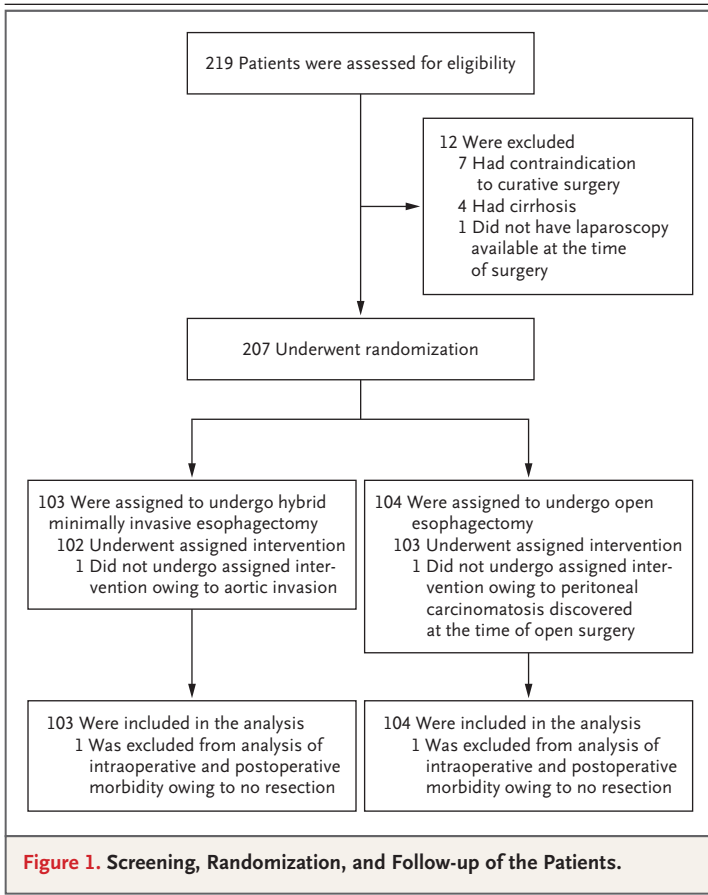 219 Patients were assessed for eligibility
12 Were excluded
7 Had contraindication
to curative surgery
4 Had cirrhosis
1 Did not have laparoscopy
available at the time
of surgery
207 Underwent randomization
103 Were assigned to undergo hybrid
minimally invasive esophagectomy
102 Underwent assigned intervention
1 Did not undergo assigned inter-
vention owing to aortic invasion
104 Were assigned to undergo open
esophagectomy
103 Underwent assigned intervention
1 Did not undergo assigned inter-
vention owing to peritoneal
carcinomatosis discovered
at the time of open surgery
103 Were included in the analysis
1 Was excluded from analysis of
intraoperative and postoperative
morbidity owing to no resection
104 Were included in the analysis
1 Was excluded from analysis of
intraoperative and postoperative
morbidity owing to no resection
Figure 1. Screening, Randomization, and Follow-up of the Patients.